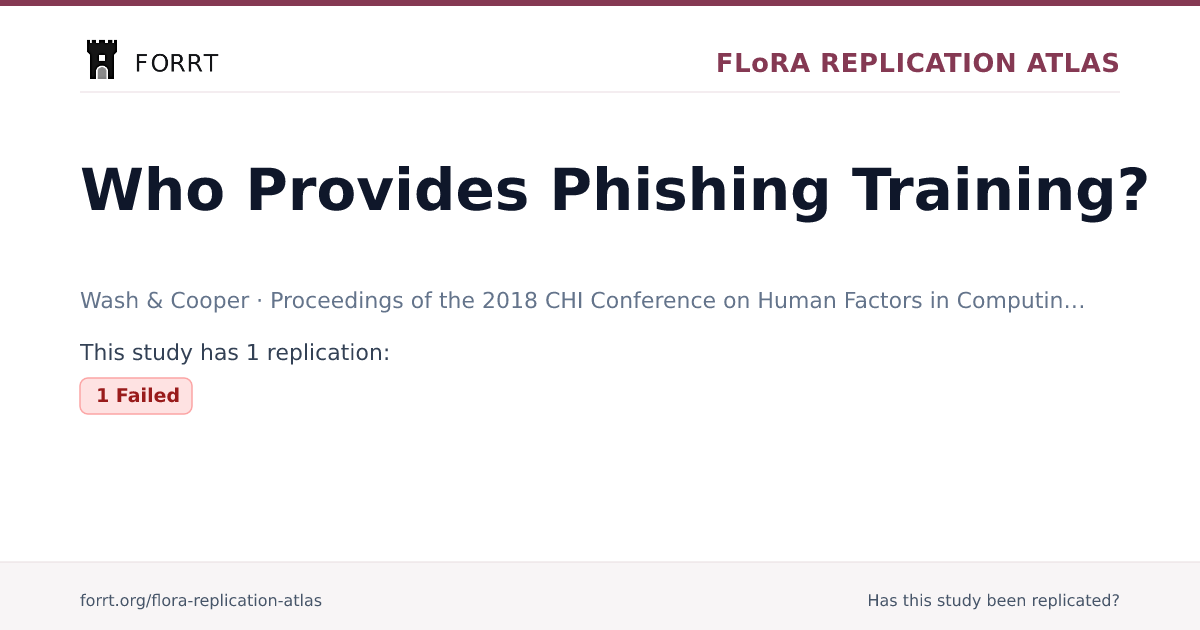 FORRT
FLoRA REPLICATION ATLAS
Who Provides Phishing Training?
Wash & Cooper · Proceedings of the 2018 CHI Conference on Human Factors in Computin…
This study has 1 replication:
1 Failed
forrt.org/flora-replication-atlas
Has this study been replicated?